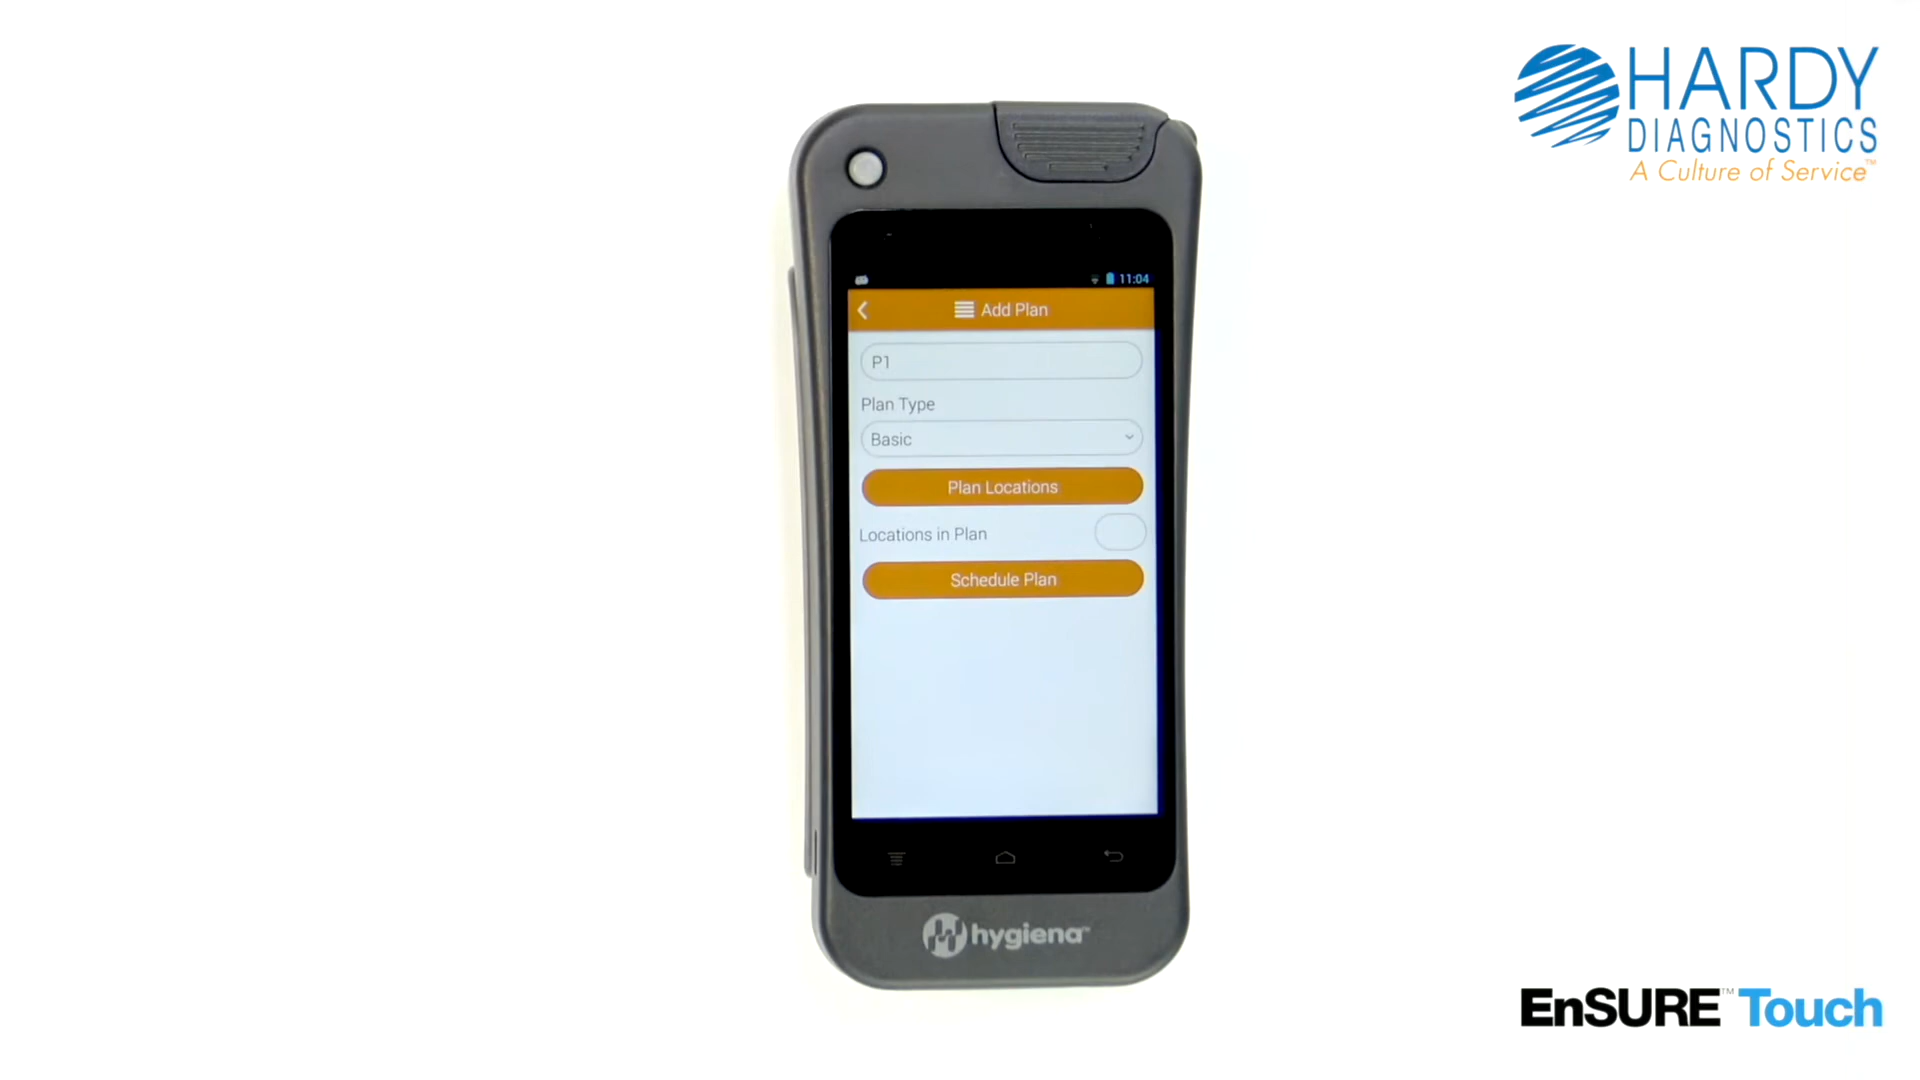 HARDY
DIAGNOSTICS
A Culture of Service™
11:04
Add Plan
P1
Plan Type
Basic
Plan Locations
Locations in Plan
Schedule Plan
hygiena™
EnSURE™ Touch